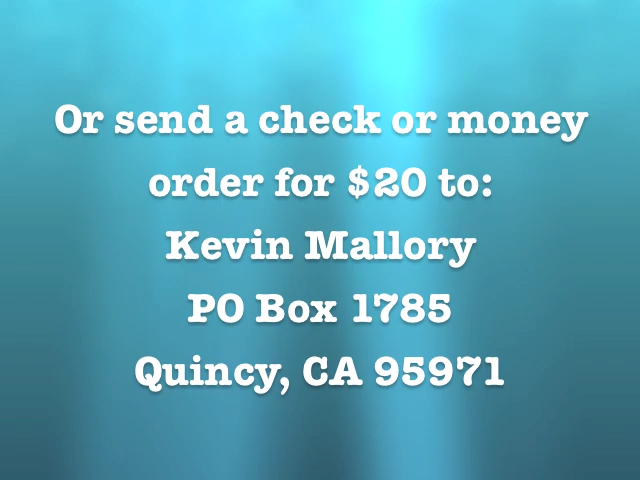 Or send a check or money
order for $20 to:
Kevin Mallory
PO Box 1785
Quincy, CA 95971